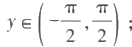 y ∈ ( -π/2 , π/2 ) ;